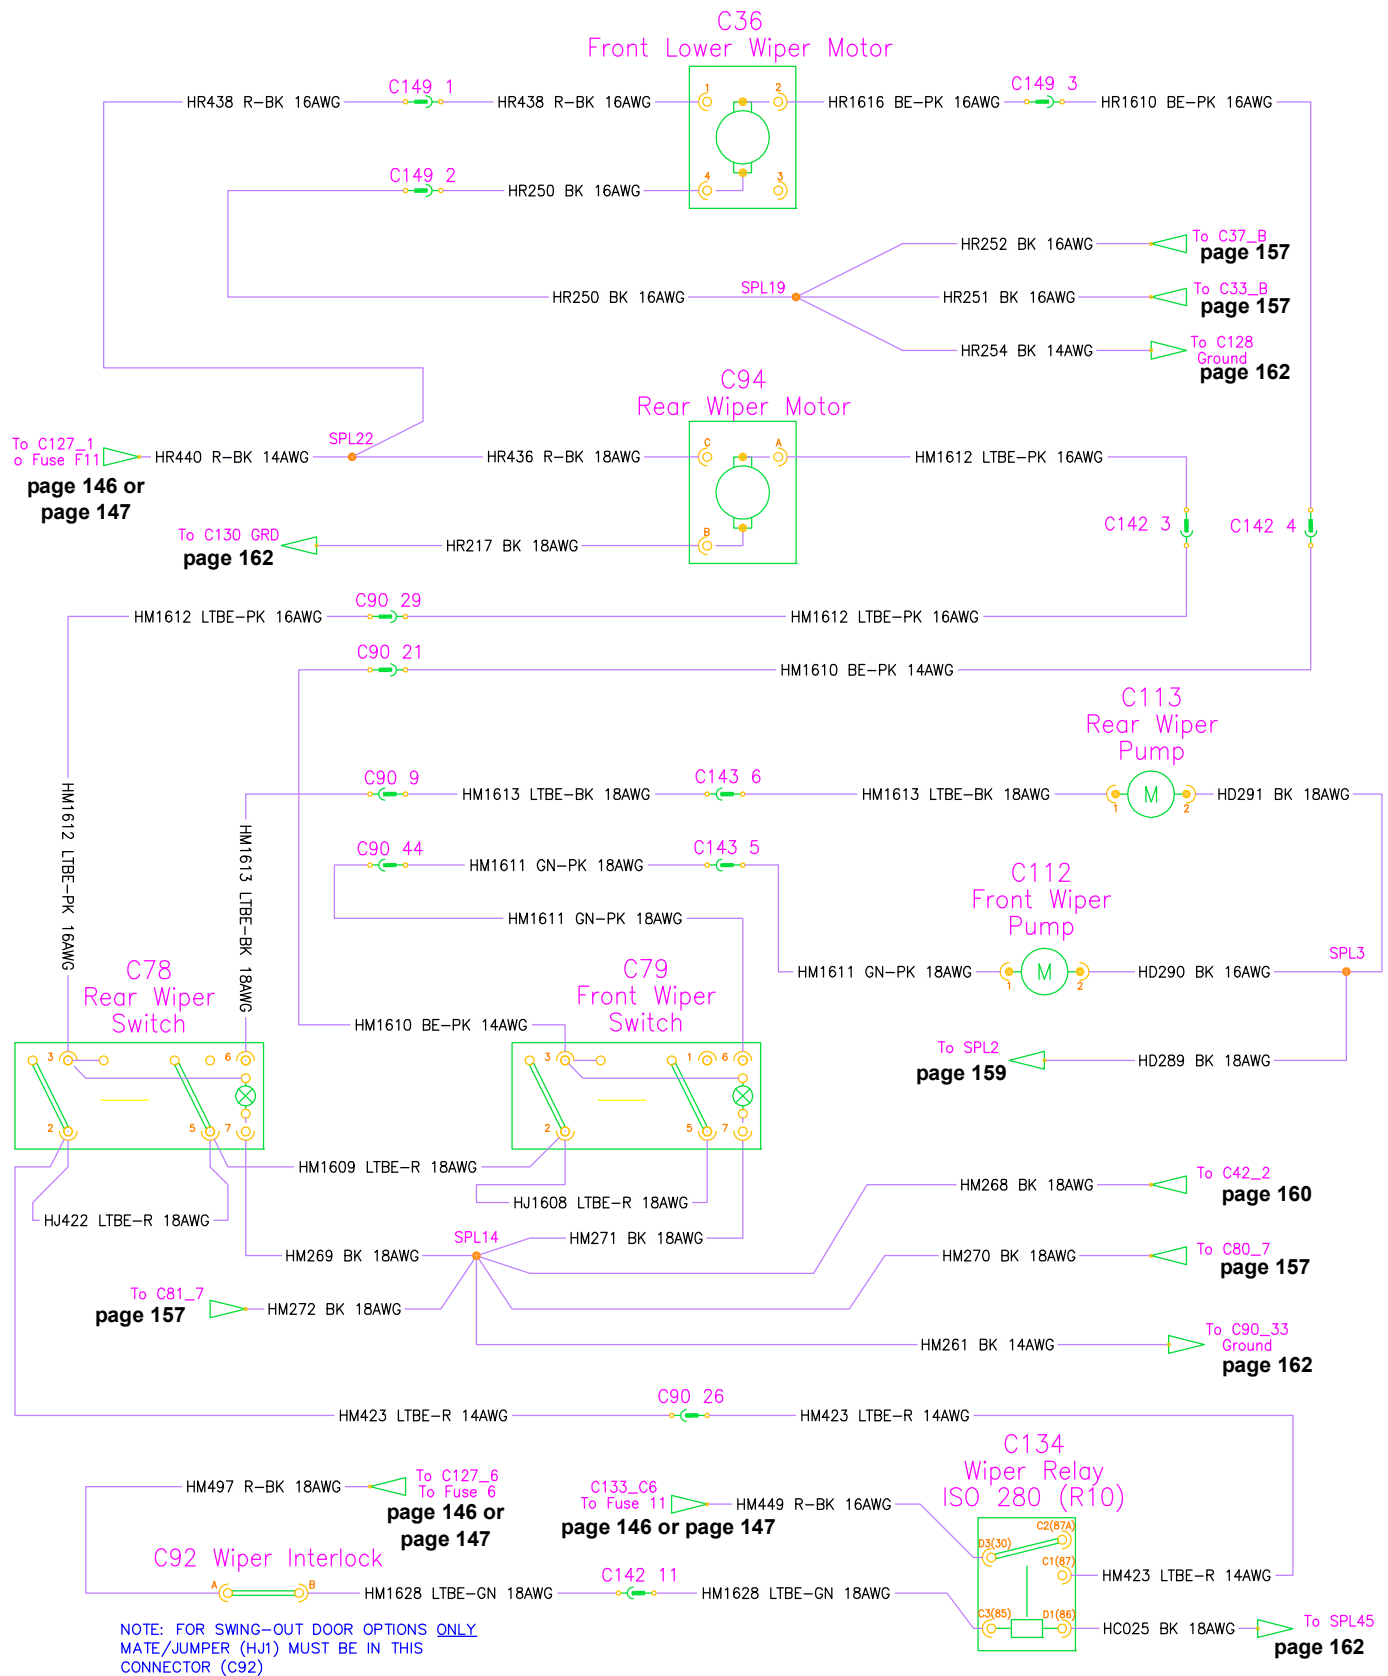 C36
Front Lower Wiper Motor
C149 1
C149 3
HR438 R-BK 16AWG
HR438 R-BK 16AWG
1
2
HR1616 BE-PK 16AWG
HR1610 BE-PK 16AWG
C149 2
HR250 BK 16AWG
4
3
HR252 BK 16AWG
To C37_B
page 157
SPL19
HR250 BK 16AWG
HR251 BK 16AWG
To C33_B
page 157
HR254 BK 14AWG
To C128
Ground
page 162
C94
Rear Wiper Motor
To C127_1
o Fuse F11
page 146 or
page 147
HR440 R-BK 14AWG
SPL22
HR436 R-BK 18AWG
C
A
HM1612 LTBE-PK 16AWG
To C130 GRD
page 162
HR217 BK 18AWG
B
C142 3
C142 4
HM1612 LTBE-PK 16AWG
C90 29
HM1612 LTBE-PK 16AWG
C90 21
HM1610 BE-PK 14AWG
C113
Rear Wiper
Pump
C90 9
HM1613 LTBE-BK 18AWG
C143 6
HM1613 LTBE-BK 18AWG
1
M
2
HD291 BK 18AWG
HM1612 LTBE-PK 16AWG
HM1613 LTBE-BK 18AWG
C90 44
HM1611 GN-PK 18AWG
C143 5
C112
Front Wiper
Pump
HM1611 GN-PK 18AWG
HM1611 GN-PK 18AWG
1
M
2
HD290 BK 16AWG
SPL3
C78
Rear Wiper
Switch
C79
Front Wiper
Switch
HM1610 BE-PK 14AWG
To SPL2
page 159
HD289 BK 18AWG
3
6
2
5
7
3
1
6
2
5
7
HM1609 LTBE-R 18AWG
HJ422 LTBE-R 18AWG
HJ1608 LTBE-R 18AWG
HM268 BK 18AWG
To C42_2
page 160
HM269 BK 18AWG
SPL14
HM271 BK 18AWG
HM270 BK 18AWG
To C80_7
page 157
To C81_7
page 157
HM272 BK 18AWG
HM261 BK 14AWG
To C90_33
Ground
page 162
HM423 LTBE-R 14AWG
C90 26
HM423 LTBE-R 14AWG
C134
Wiper Relay
ISO 280 (R10)
HM497 R-BK 18AWG
To C127_6
To Fuse 6
page 146 or
page 147
C133_C6
To Fuse 11
page 146 or page 147
HM449 R-BK 16AWG
C2(87A)
D3(30)
C1(87)
HM423 LTBE-R 14AWG
C92 Wiper Interlock
A
B
HM1628 LTBE-GN 18AWG
C142 11
HM1628 LTBE-GN 18AWG
C3(85)
D1(86)
HC025 BK 18AWG
To SPL45
page 162
NOTE: FOR SWING-OUT DOOR OPTIONS ONLY
MATE/JUMPER (HJ1) MUST BE IN THIS
CONNECTOR (C92)